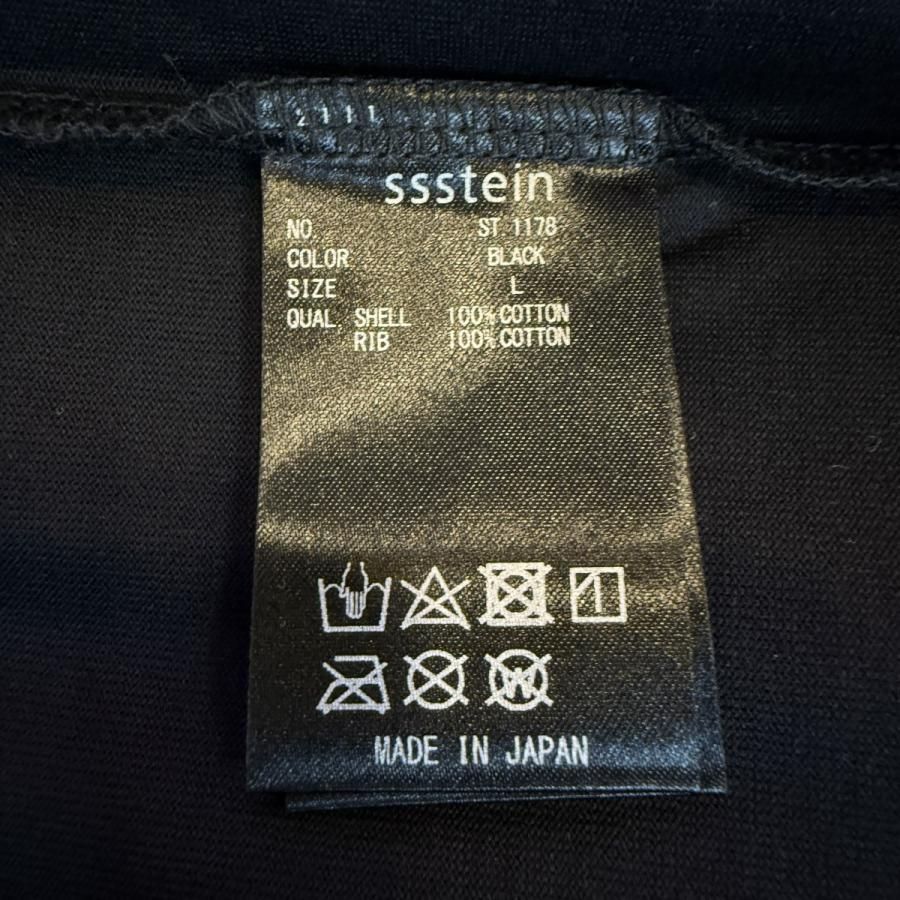 2111
ssstein
NO. ST 1178
COLOR BLACK
SIZE L
QUAL. SHELL 100%COTTON
RIB 100%COTTON
W
MADE IN JAPAN